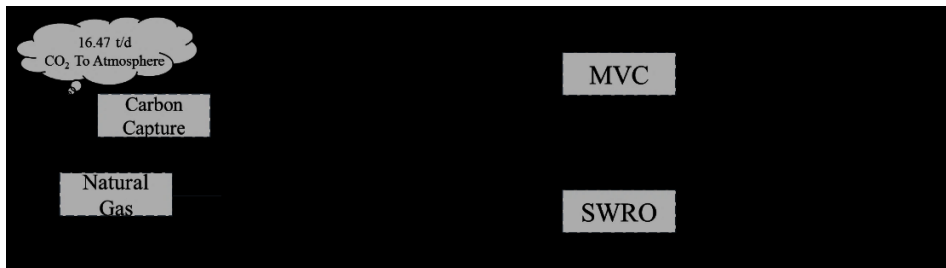 16.47 t/d
CO₂ To Atmosphere
MVC
Carbon
Capture
Natural
Gas
SWRO